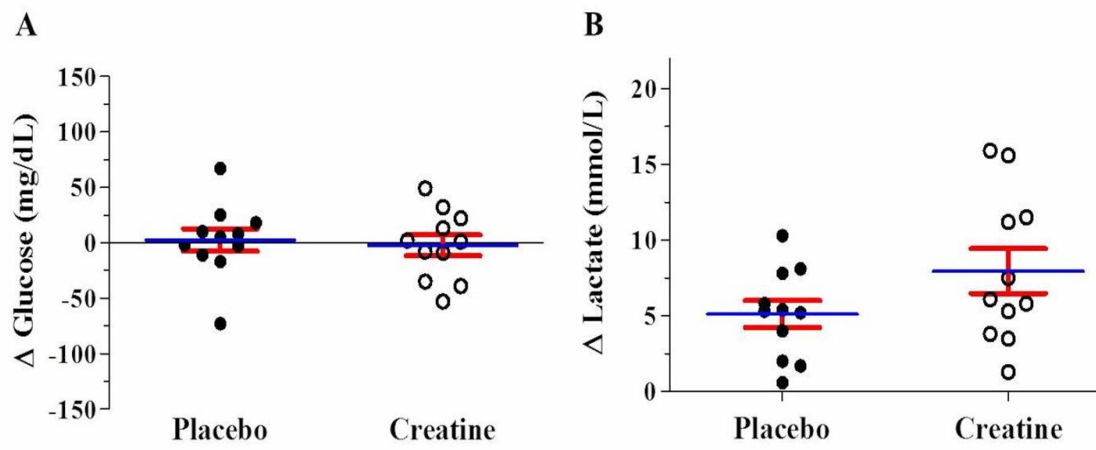 A
Δ Glucose (mg/dL)
150
100
50
0
-50
-100
-150
Placebo
Creatine
B
Δ Lactate (mmol/L)
20
15
10
5
0
Placebo
Creatine